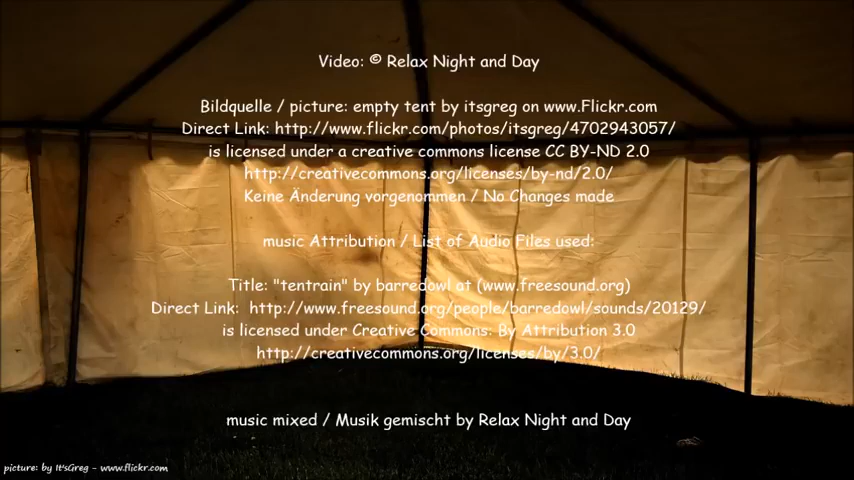 Video: © Relax Night and Day
Bildquelle / picture: empty tent by itsgreg on www.Flickr.com
Direct Link: http://www.flickr.com/photos/itsgreg/4702943057/
is licensed under a creative commons license CC BY-ND 2.0
http://creativecommons.org/licenses/by-nd/2.0/
Keine Änderung vorgenommen / No Changes made
music Attribution / List of Audio Files used:
Title: "tentrain" by barredowl at (www.freesound.org)
Direct Link: http://www.freesound.org/people/barredowl/sounds/20129/
is licensed under Creative Commons: By Attribution 3.0
http://creativecommons.org/licenses/by/3.0/
music mixed / Musik gemischt by Relax Night and Day
picture: by It'sGreg - www.flickr.com